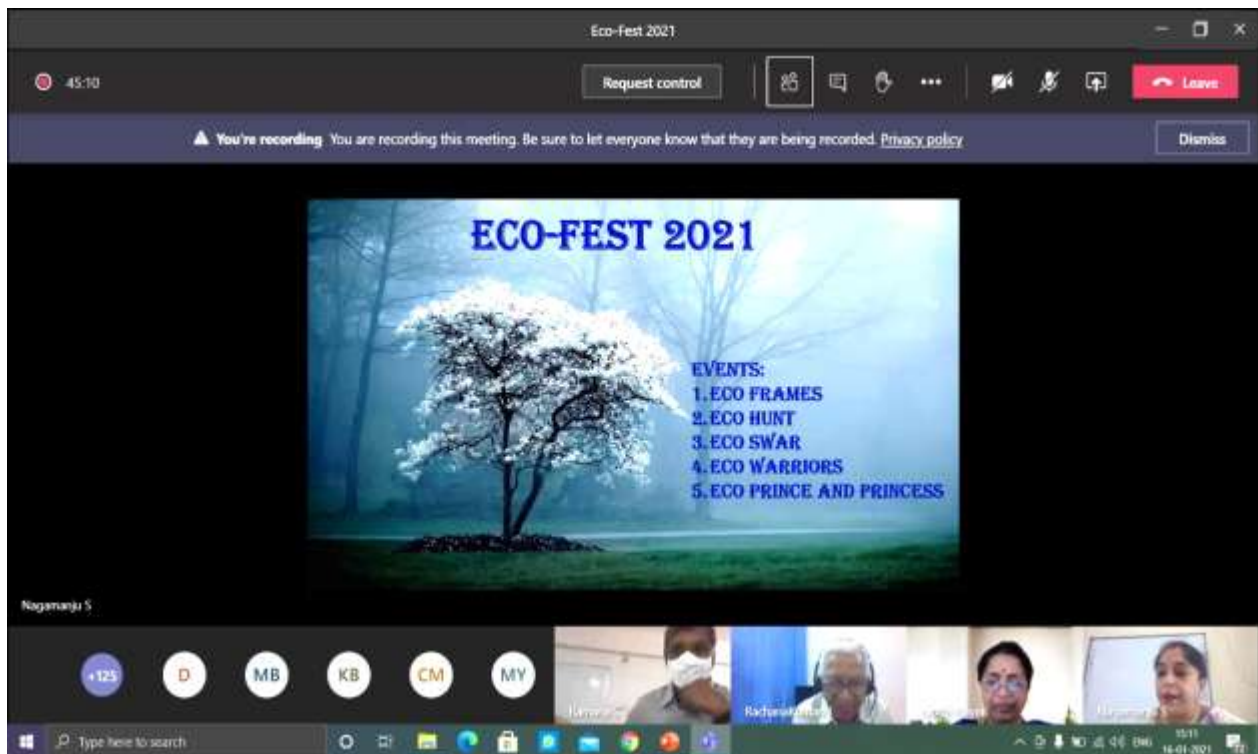 Eco-Fest 2021
45:10
Request control
Leave
You're recording You are recording this meeting. Be sure to let everyone know that they are being recorded. Privacy policy
Dismiss
ECO-FEST 2021
EVENTS:
1. ECO FRAMES
2. ECO HUNT
3. ECO SWAR
4. ECO WARRIORS
5. ECO PRINCE AND PRINCESS
Nagamanju S
+125
D
MB
KB
CM
MY
Type here to search
ENG
15:11
16-01-2021